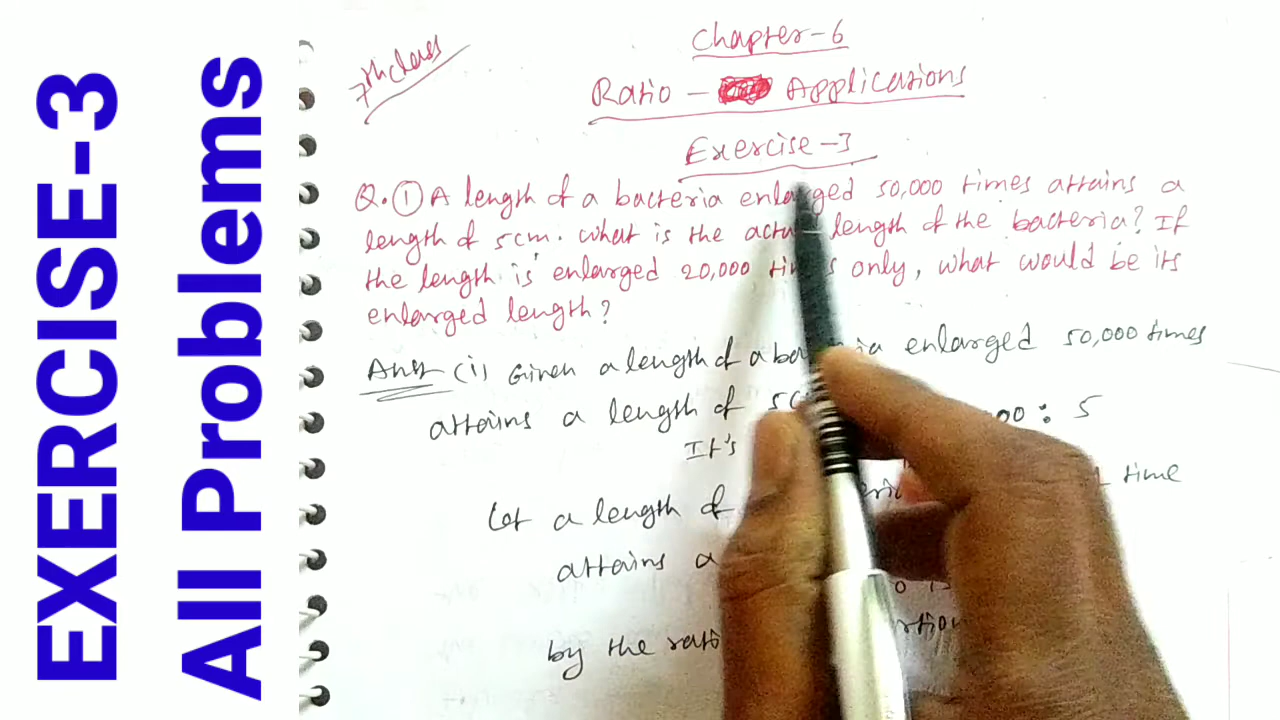 EXERCISE-3
All Problems
7th class
Chapter-6
Ratio - Applications
Exercise-3
Q.① A length of a bacteria enlarged 50,000 times attains a
length of 5cm. what is the actual length of the bacteria? If
the length is enlarged 20,000 times only, what would be its
enlarged length?
Ans (i) Given a length of a bacteria enlarged 50,000 times
attains a length of 5 : 5
It's
Let a length of time
attains a
by the